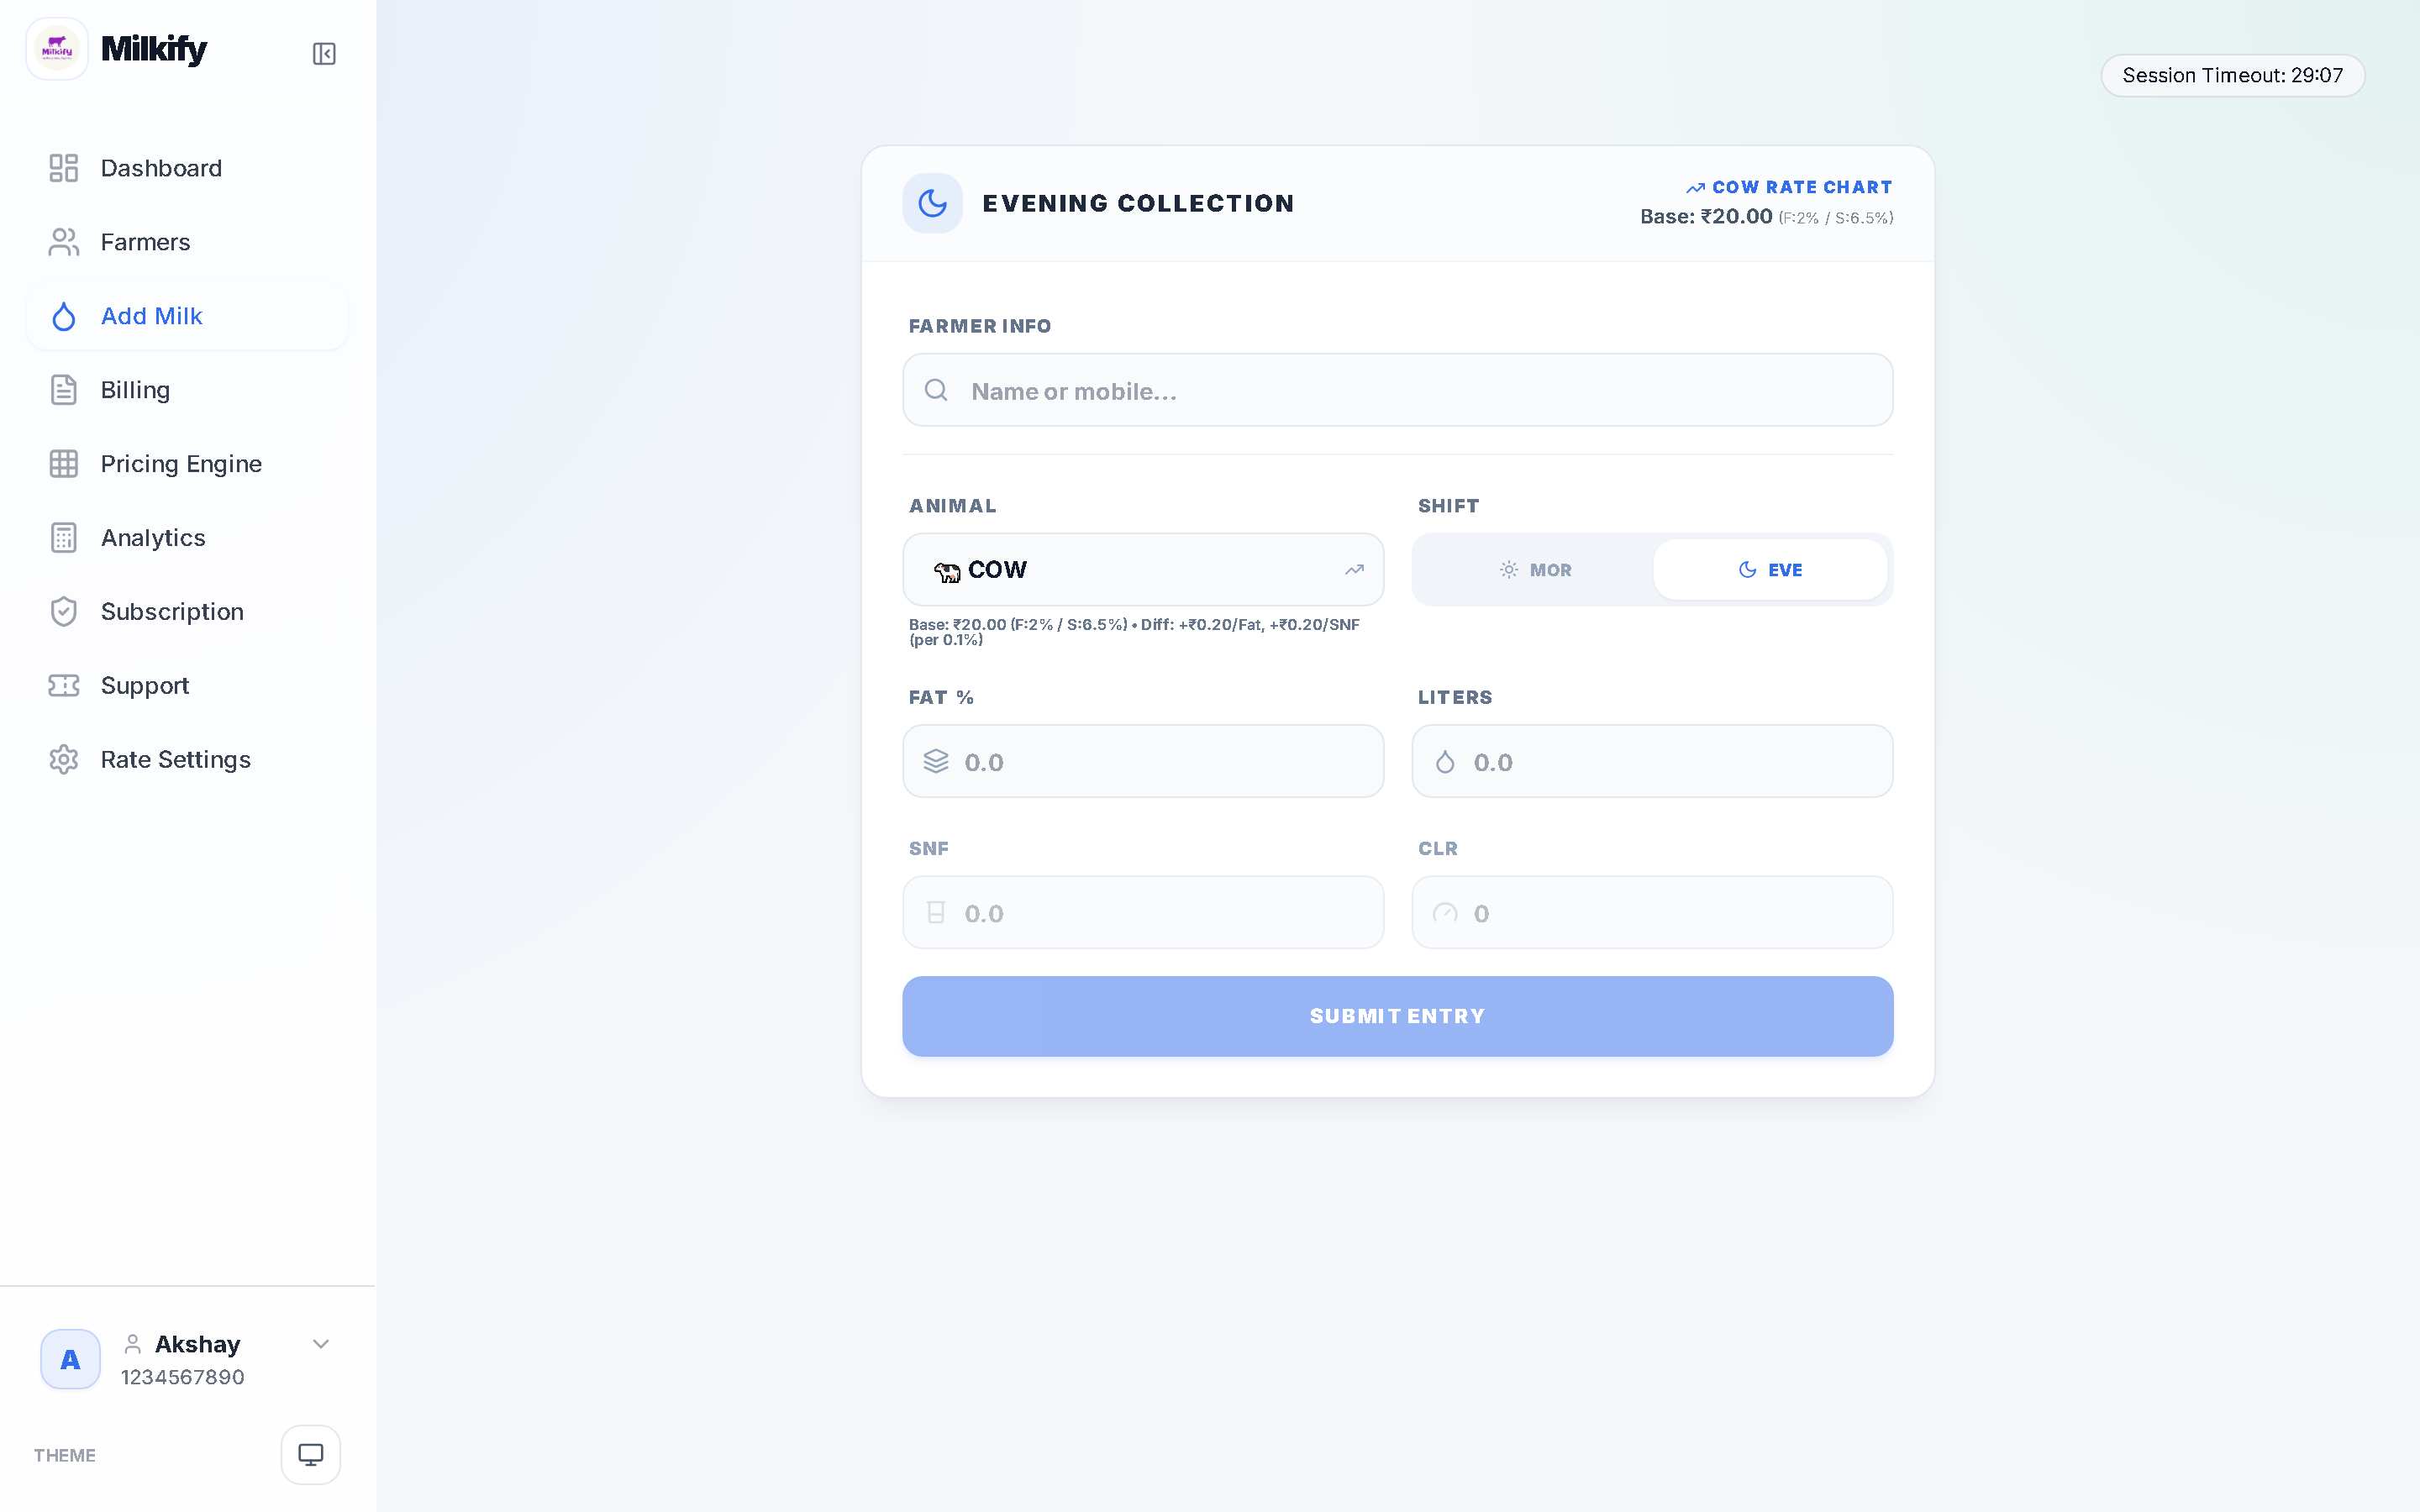 Milkify
Milkify
Session Timeout: 29:07
Dashboard
Farmers
Add Milk
Billing
Pricing Engine
Analytics
Subscription
Support
Rate Settings
EVENING COLLECTION
COW RATE CHART
Base: ₹20.00 (F:2% / S:6.5%)
FARMER INFO
Name or mobile...
ANIMAL
SHIFT
COW
MOR
EVE
Base: ₹20.00 (F:2% / S:6.5%) • Diff: +₹0.20/Fat, +₹0.20/SNF
(per 0.1%)
FAT %
LITERS
0.0
0.0
SNF
CLR
0.0
0
SUBMIT ENTRY
A
Akshay
1234567890
THEME